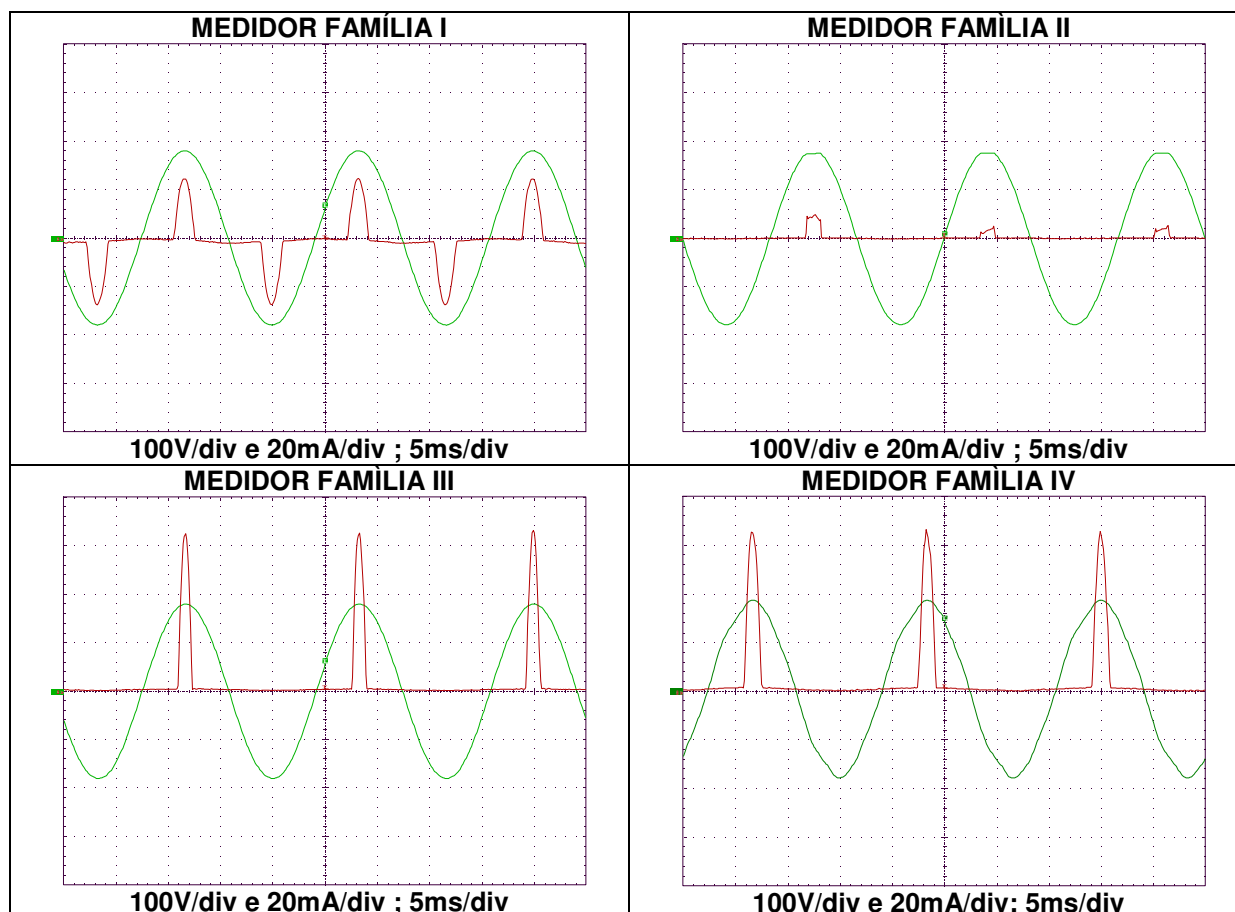 MEDIDOR FAMÍLIA I
MEDIDOR FAMÌLIA II
100V/div e 20mA/div ; 5ms/div
100V/div e 20mA/div ; 5ms/div
MEDIDOR FAMÌLIA III
MEDIDOR FAMÌLIA IV
100V/div e 20mA/div ; 5ms/div
100V/div e 20mA/div; 5ms/div